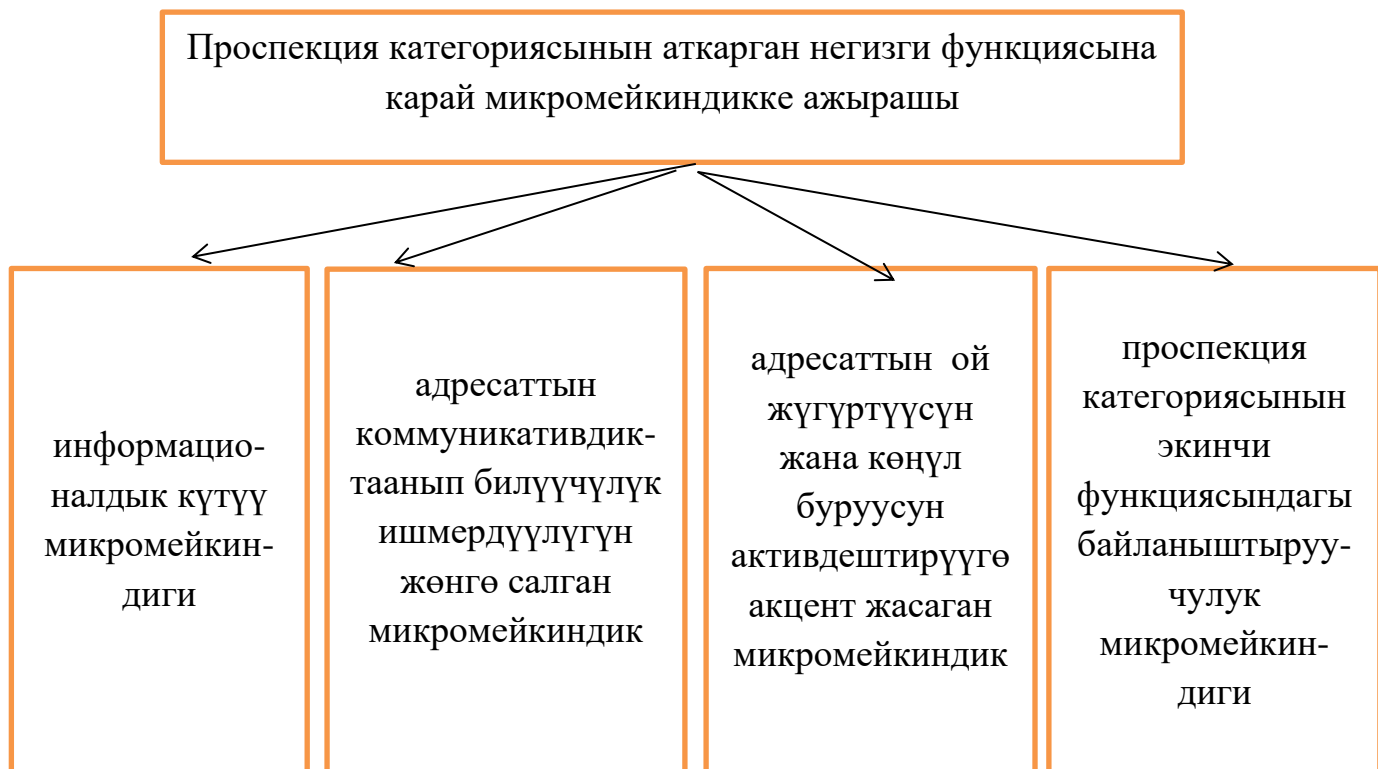 Проспекция категориясынын аткарган негизги функциясына
карай микромейкиндикке ажырашы
информацио-
налдык күтүү
микромейкин-
диги
адресаттын
коммуникативдик-
таанып билүүчүлүк
ишмердүүлүгүн
жөнгө салган
микромейкиндик
адресаттын  ой
жүгүртүүсүн
жана көңүл
буруусун
активдештирүүгө
акцент жасаган
микромейкиндик
проспекция
категориясынын
экинчи
функциясындагы
байланыштыруу-
чулук
микромейкин-
диги